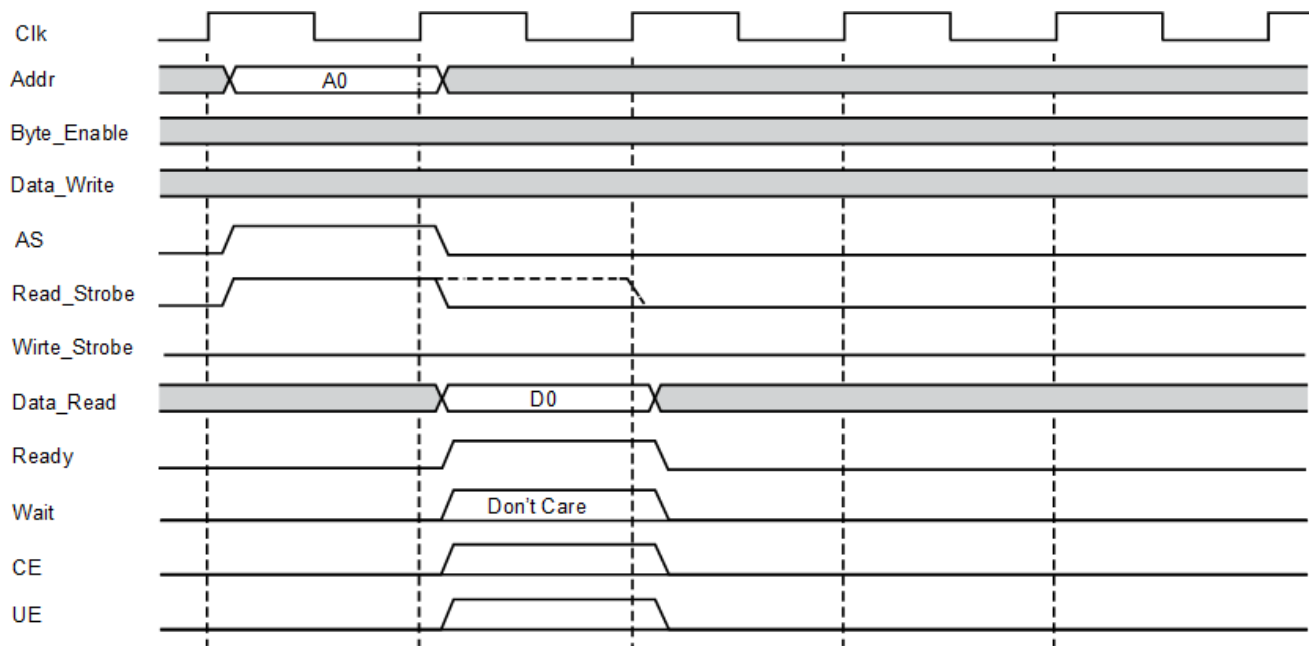 Clk
Addr
A0
Byte_Enable
Data_Write
AS
Read_Strobe
Wirte_Strobe
Data_Read
D0
Ready
Wait
Don't Care
CE
UE